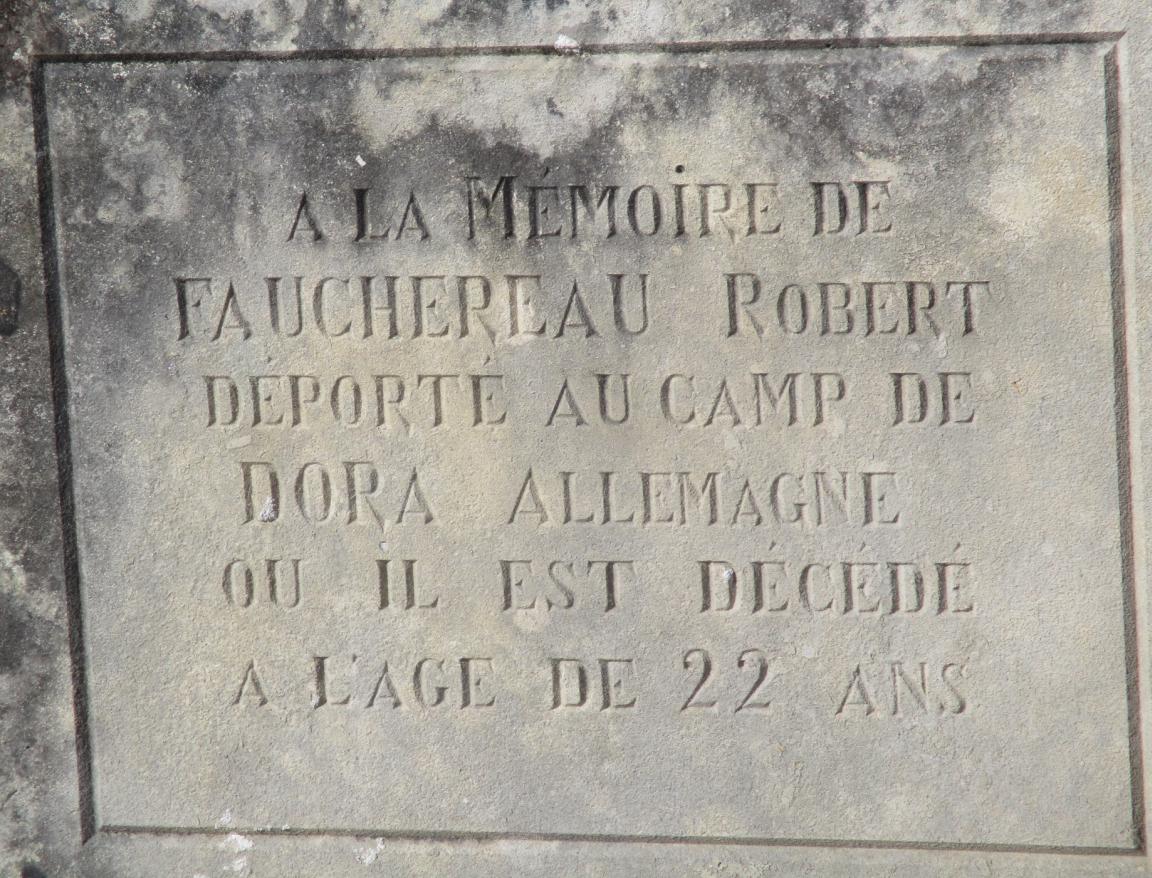 A LA MÉMOIRE DE
FAUCHEREAU ROBERT
DÉPORTÉ AU CAMP DE
DORA ALLEMAGNE
OU IL EST DÉCÉDÉ
A L'AGE DE 22 ANS